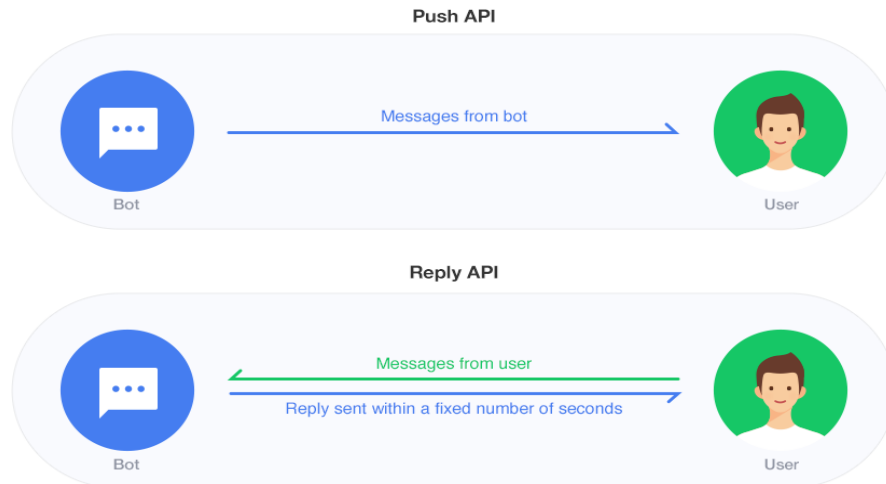 Push API
Messages from bot
Bot
User
Reply API
Messages from user
Reply sent within a fixed number of seconds
Bot
User